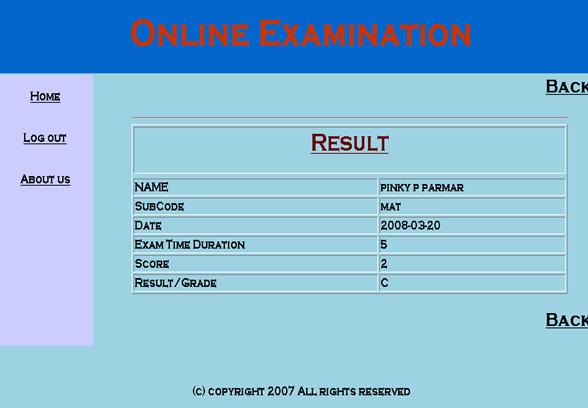 Online Examination
Home
Back
Log out
About us
Result
NAME PINKY P PARMAR
SubCode MAT
Date 2008-03-20
Exam Time Duration 5
Score 2
Result/Grade C
Back
(c) copyright 2007 All rights reserved